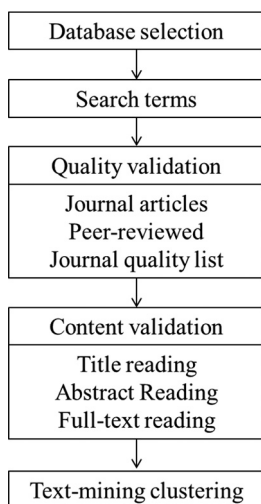 Database selection
Search terms
Quality validation
Journal articles
Peer-reviewed
Journal quality list
Content validation
Title reading
Abstract Reading
Full-text reading
Text-mining clustering